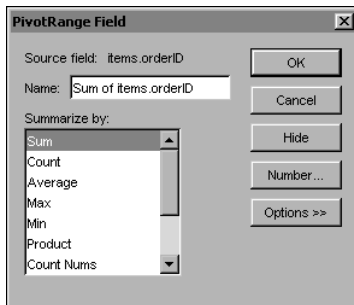 PivotRange Field
Source field: items.orderID
Name: Sum of items.orderID
Summarize by:
Sum
Count
Average
Max
Min
Product
Count Nums
OK
Cancel
Hide
Number...
Options >>